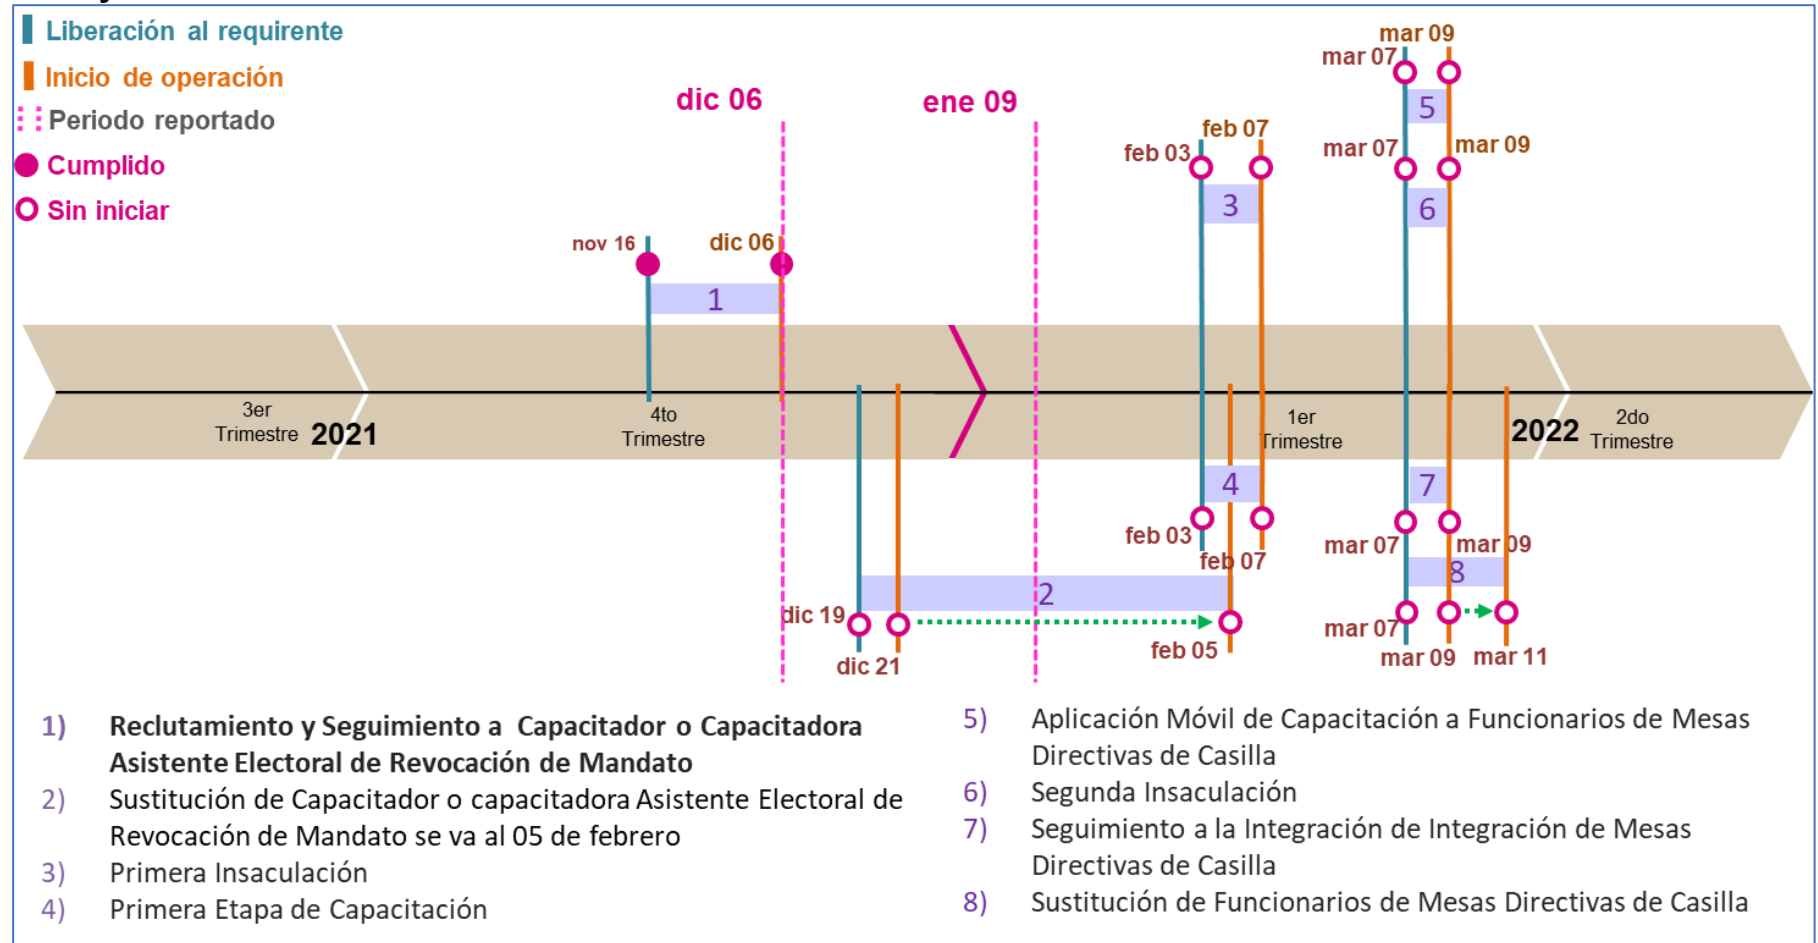 Liberación al requirente
Inicio de operación
Periodo reportado
Cumplido
Sin iniciar
dic 06
ene 09
nov 16
dic 06
feb 03
feb 07
mar 09
mar 07
mar 07
mar 09
1
3
5
6
3er
Trimestre
2021
4to
Trimestre
1er
Trimestre
2022
2do
Trimestre
4
feb 03
feb 07
2
dic 19
dic 21
feb 05
7
mar 07
mar 09
8
mar 07
mar 09
mar 11
1) Reclutamiento y Seguimiento a Capacitador o Capacitadora
Asistente Electoral de Revocación de Mandato
2) Sustitución de Capacitador o capacitadora Asistente Electoral de
Revocación de Mandato se va al 05 de febrero
3) Primera Insaculación
4) Primera Etapa de Capacitación
5) Aplicación Móvil de Capacitación a Funcionarios de Mesas
Directivas de Casilla
6) Segunda Insaculación
7) Seguimiento a la Integración de Integración de Mesas
Directivas de Casilla
8) Sustitución de Funcionarios de Mesas Directivas de Casilla